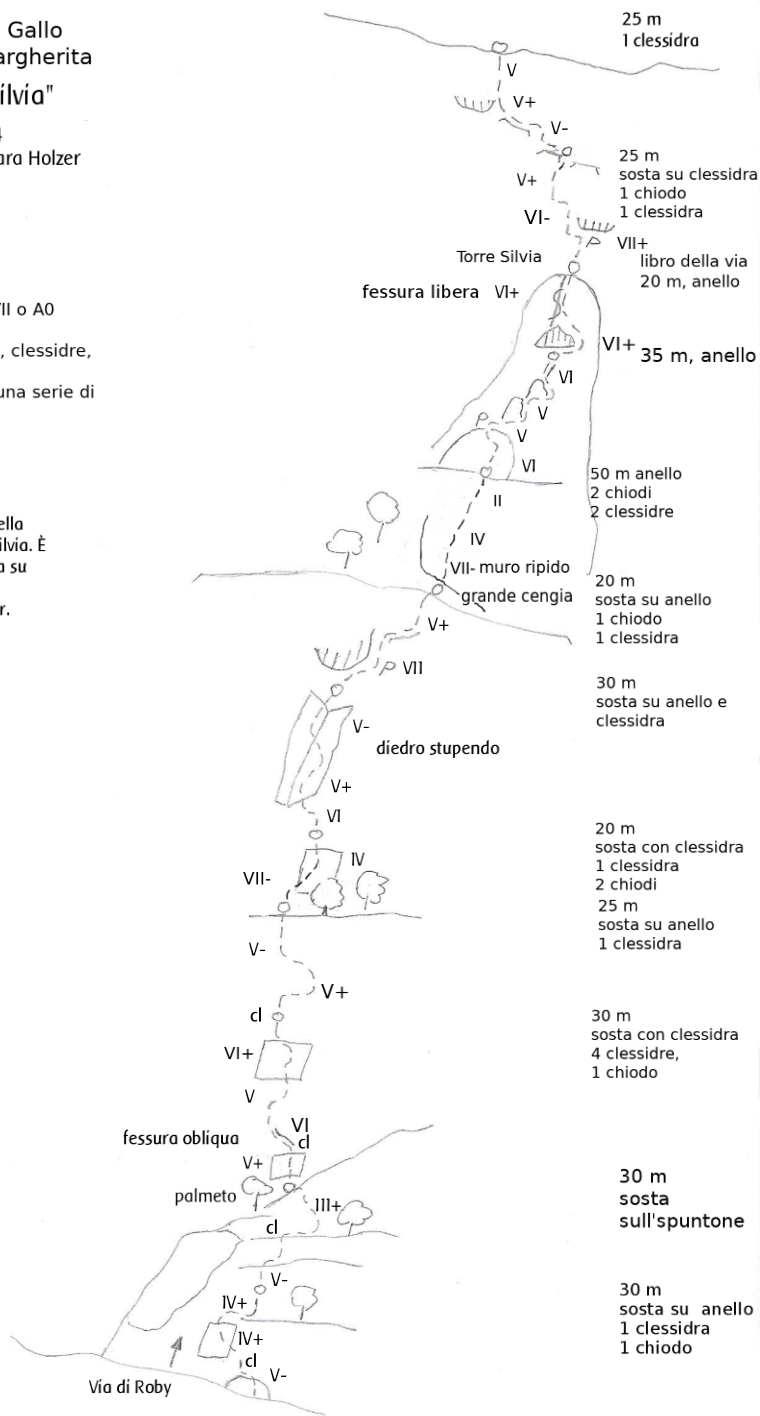 Gallo
argherita
ilvia"
4
ara Holzer
VII o A0
, clessidre,
una serie di
ella
ilvia. È
a su
r.
25 m
1 clessidra
V
V+
V-
25 m
sosta su clessidra
1 chiodo
1 clessidra
V+
VI-
P
VII+
Torre Silvia
libro della via
20 m, anello
fessura libera VI+
VI+
35 m, anello
VI
V
P
V
VI
50 m anello
2 chiodi
2 clessidre
II
IV
VII- muro ripido
grande cengia
20 m
sosta su anello
1 chiodo
1 clessidra
V+
P VII
30 m
sosta su anello e
clessidra
V-
diedro stupendo
V+
VI
20 m
sosta con clessidra
1 clessidra
2 chiodi
IV
VII-
25 m
sosta su anello
1 clessidra
V-
V+
cl
30 m
sosta con clessidra
4 clessidre,
1 chiodo
VI+
V
VI
fessura obliqua
cl
V+
palmeto
III+
cl
30 m
sosta
sull'spuntone
V-
IV+
30 m
sosta su anello
1 clessidra
1 chiodo
IV+
cl
V-
Via di Roby